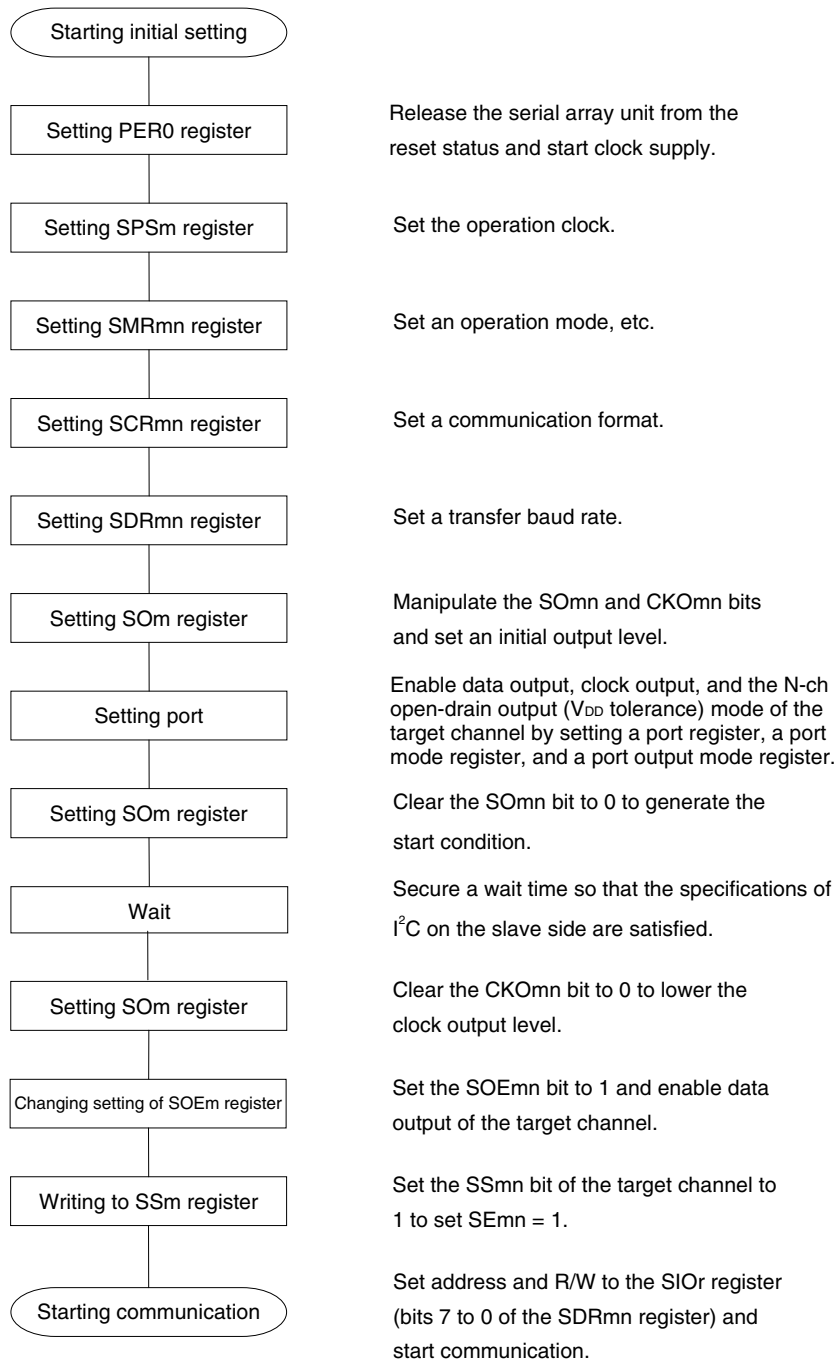 Starting initial setting
Setting PER0 register
Release the serial array unit from the
reset status and start clock supply.
Setting SPSm register
Set the operation clock.
Setting SMRmn register
Set an operation mode, etc.
Setting SCRmn register
Set a communication format.
Setting SDRmn register
Set a transfer baud rate.
Setting SOm register
Manipulate the SOmn and CKOmn bits
and set an initial output level.
Setting port
Enable data output, clock output, and the N-ch
open-drain output (VDD tolerance) mode of the
target channel by setting a port register, a port
mode register, and a port output mode register.
Setting SOm register
Clear the SOmn bit to 0 to generate the
start condition.
Wait
Secure a wait time so that the specifications of
I²C on the slave side are satisfied.
Setting SOm register
Clear the CKOmn bit to 0 to lower the
clock output level.
Changing setting of SOEm register
Set the SOEmn bit to 1 and enable data
output of the target channel.
Writing to SSm register
Set the SSmn bit of the target channel to
1 to set SEmn = 1.
Starting communication
Set address and R/W to the SIOr register
(bits 7 to 0 of the SDRmn register) and
start communication.